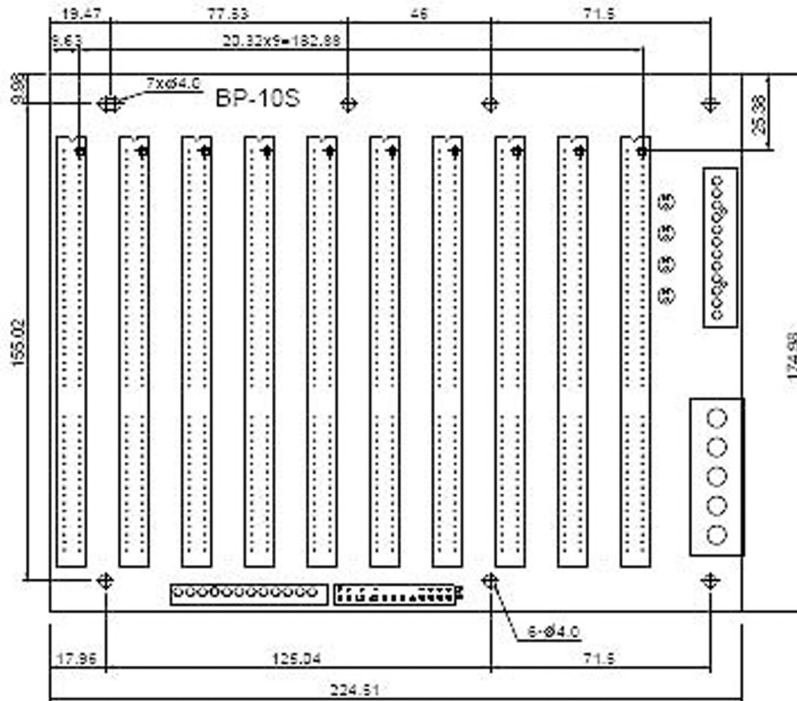 19.47 77.53 46 71.5
9.63 20.32x9=182.88
9.98 7xø4.0 BP-10S 25.38
155.02 174.98
6-ø4.0
17.96 125.04 71.5
224.51